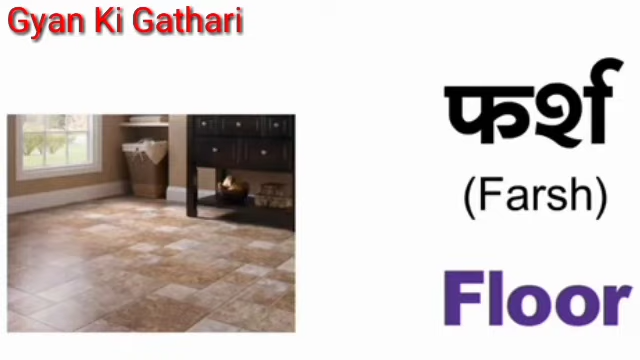 Gyan Ki Gathari
फर्श
(Farsh)
Floor